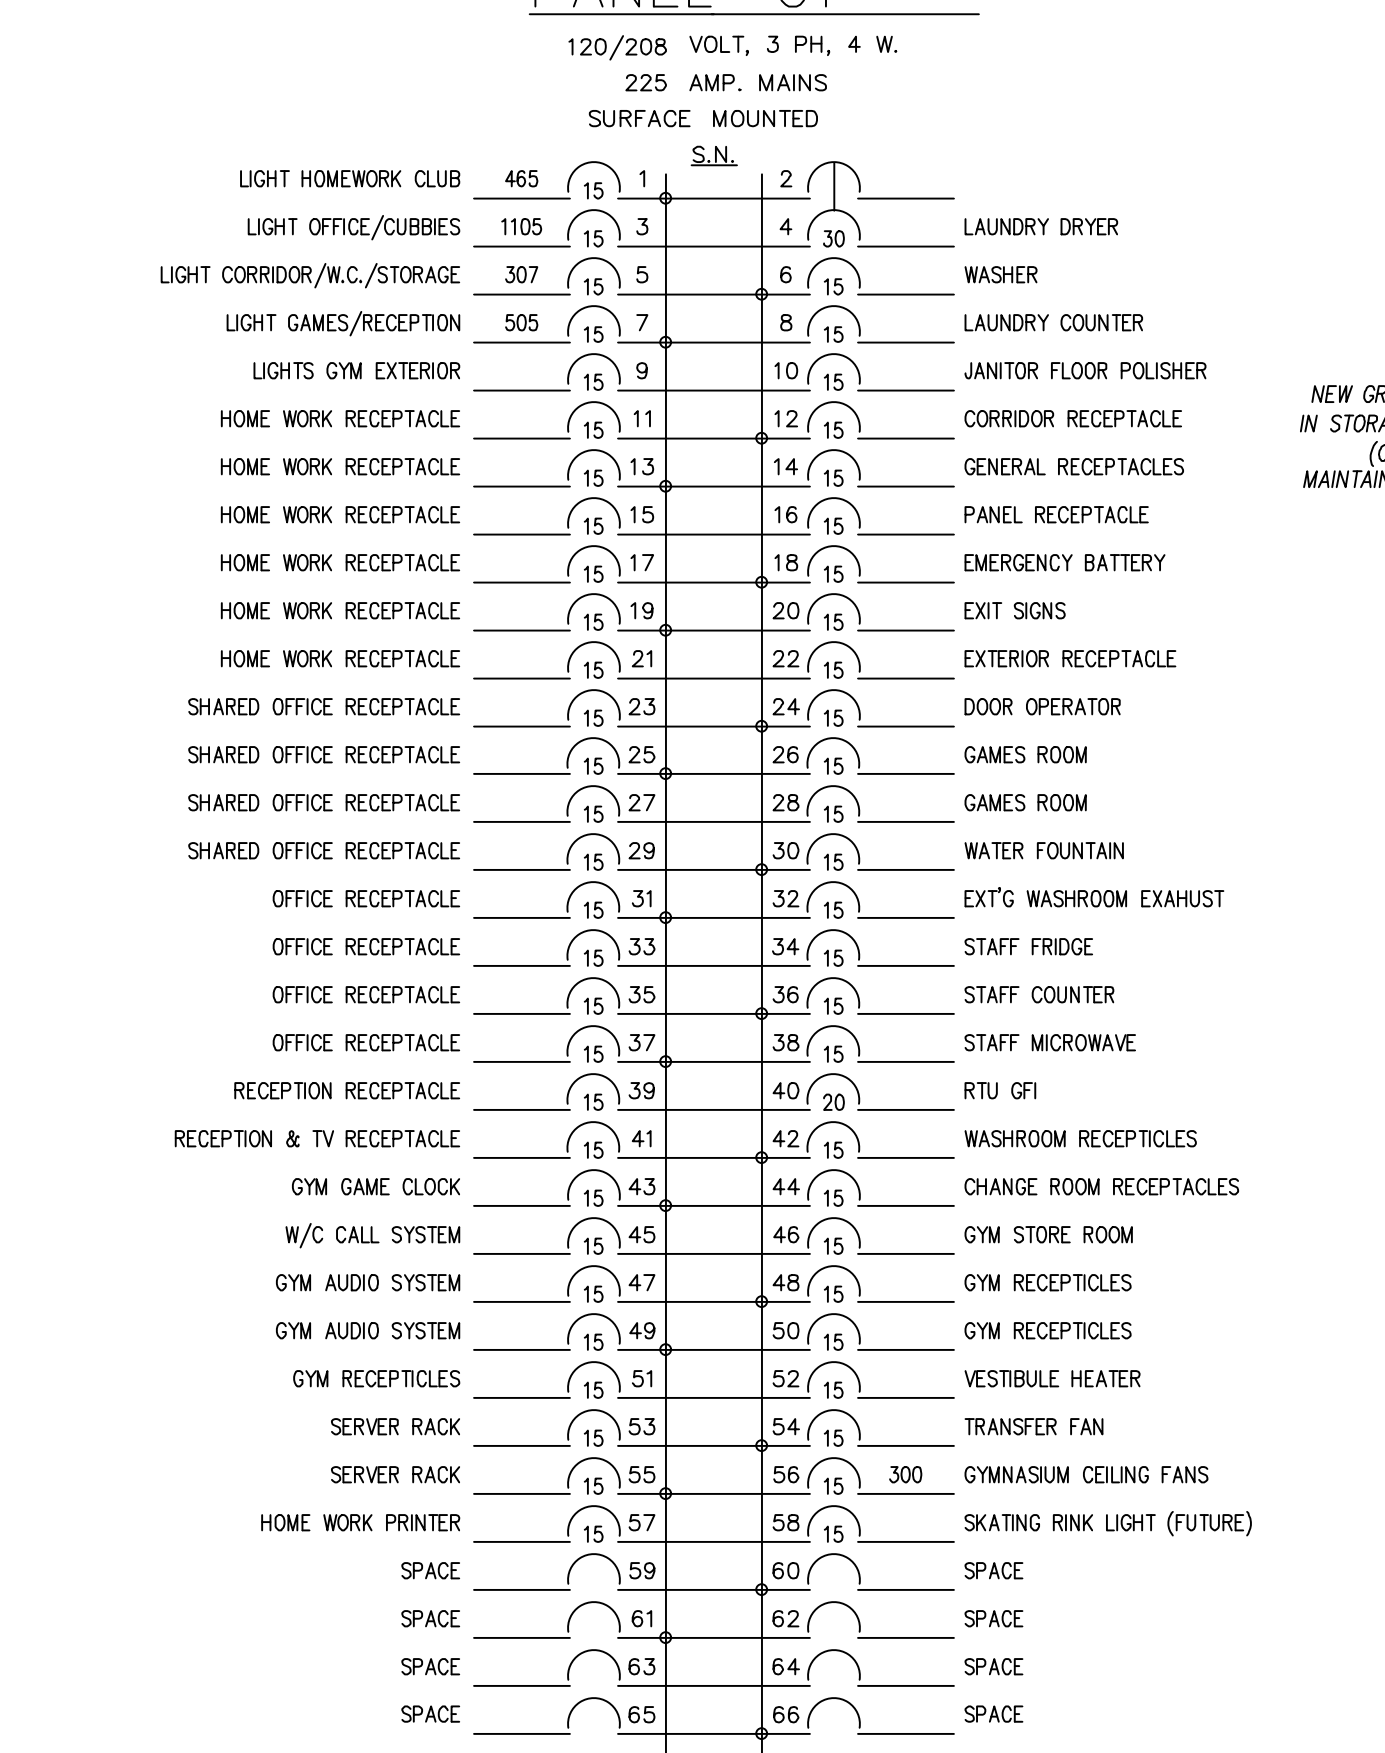 120/208 VOLT, 3 PH, 4 W.
225 AMP. MAINS
SURFACE MOUNTED
S.N.
LIGHT HOMEWORK CLUB 465 15 1 2
LIGHT OFFICE/CUBBIES 1105 15 3 4 30 LAUNDRY DRYER
LIGHT CORRIDOR/W.C./STORAGE 307 15 5 6 15 WASHER
LIGHT GAMES/RECEPTION 505 15 7 8 15 LAUNDRY COUNTER
LIGHTS GYM EXTERIOR 15 9 10 15 JANITOR FLOOR POLISHER
NEW
HOME WORK RECEPTACLE 15 11 12 15 CORRIDOR RECEPTACLE
IN
HOME WORK RECEPTACLE 15 13 14 15 GENERAL RECEPTACLES
HOME WORK RECEPTACLE 15 15 16 15 PANEL RECEPTACLE
HOME WORK RECEPTACLE 15 17 18 15 EMERGENCY BATTERY
HOME WORK RECEPTACLE 15 19 20 15 EXIT SIGNS
HOME WORK RECEPTACLE 15 21 22 15 EXTERIOR RECEPTACLE
SHARED OFFICE RECEPTACLE 15 23 24 15 DOOR OPERATOR
SHARED OFFICE RECEPTACLE 15 25 26 15 GAMES ROOM
SHARED OFFICE RECEPTACLE 15 27 28 15 GAMES ROOM
SHARED OFFICE RECEPTACLE 15 29 30 15 WATER FOUNTAIN
OFFICE RECEPTACLE 15 31 32 15 EXT'G WASHROOM EXAHUST
OFFICE RECEPTACLE 15 33 34 15 STAFF FRIDGE
OFFICE RECEPTACLE 15 35 36 15 STAFF COUNTER
OFFICE RECEPTACLE 15 37 38 15 STAFF MICROWAVE
RECEPTION RECEPTACLE 15 39 40 20 RTU GFI
RECEPTION & TV RECEPTACLE 15 41 42 15 WASHROOM RECEPTICLES
GYM GAME CLOCK 15 43 44 15 CHANGE ROOM RECEPTACLES
W/C CALL SYSTEM 15 45 46 15 GYM STORE ROOM
GYM AUDIO SYSTEM 15 47 48 15 GYM RECEPTICLES
GYM AUDIO SYSTEM 15 49 50 15 GYM RECEPTICLES
GYM RECEPTICLES 15 51 52 15 VESTIBULE HEATER
SERVER RACK 15 53 54 15 TRANSFER FAN
SERVER RACK 15 55 56 15 300 GYMNASIUM CEILING FANS
HOME WORK PRINTER 15 57 58 15 SKATING RINK LIGHT (FUTURE)
SPACE 59 60 SPACE
SPACE 61 62 SPACE
SPACE 63 64 SPACE
SPACE 65 66 SPACE